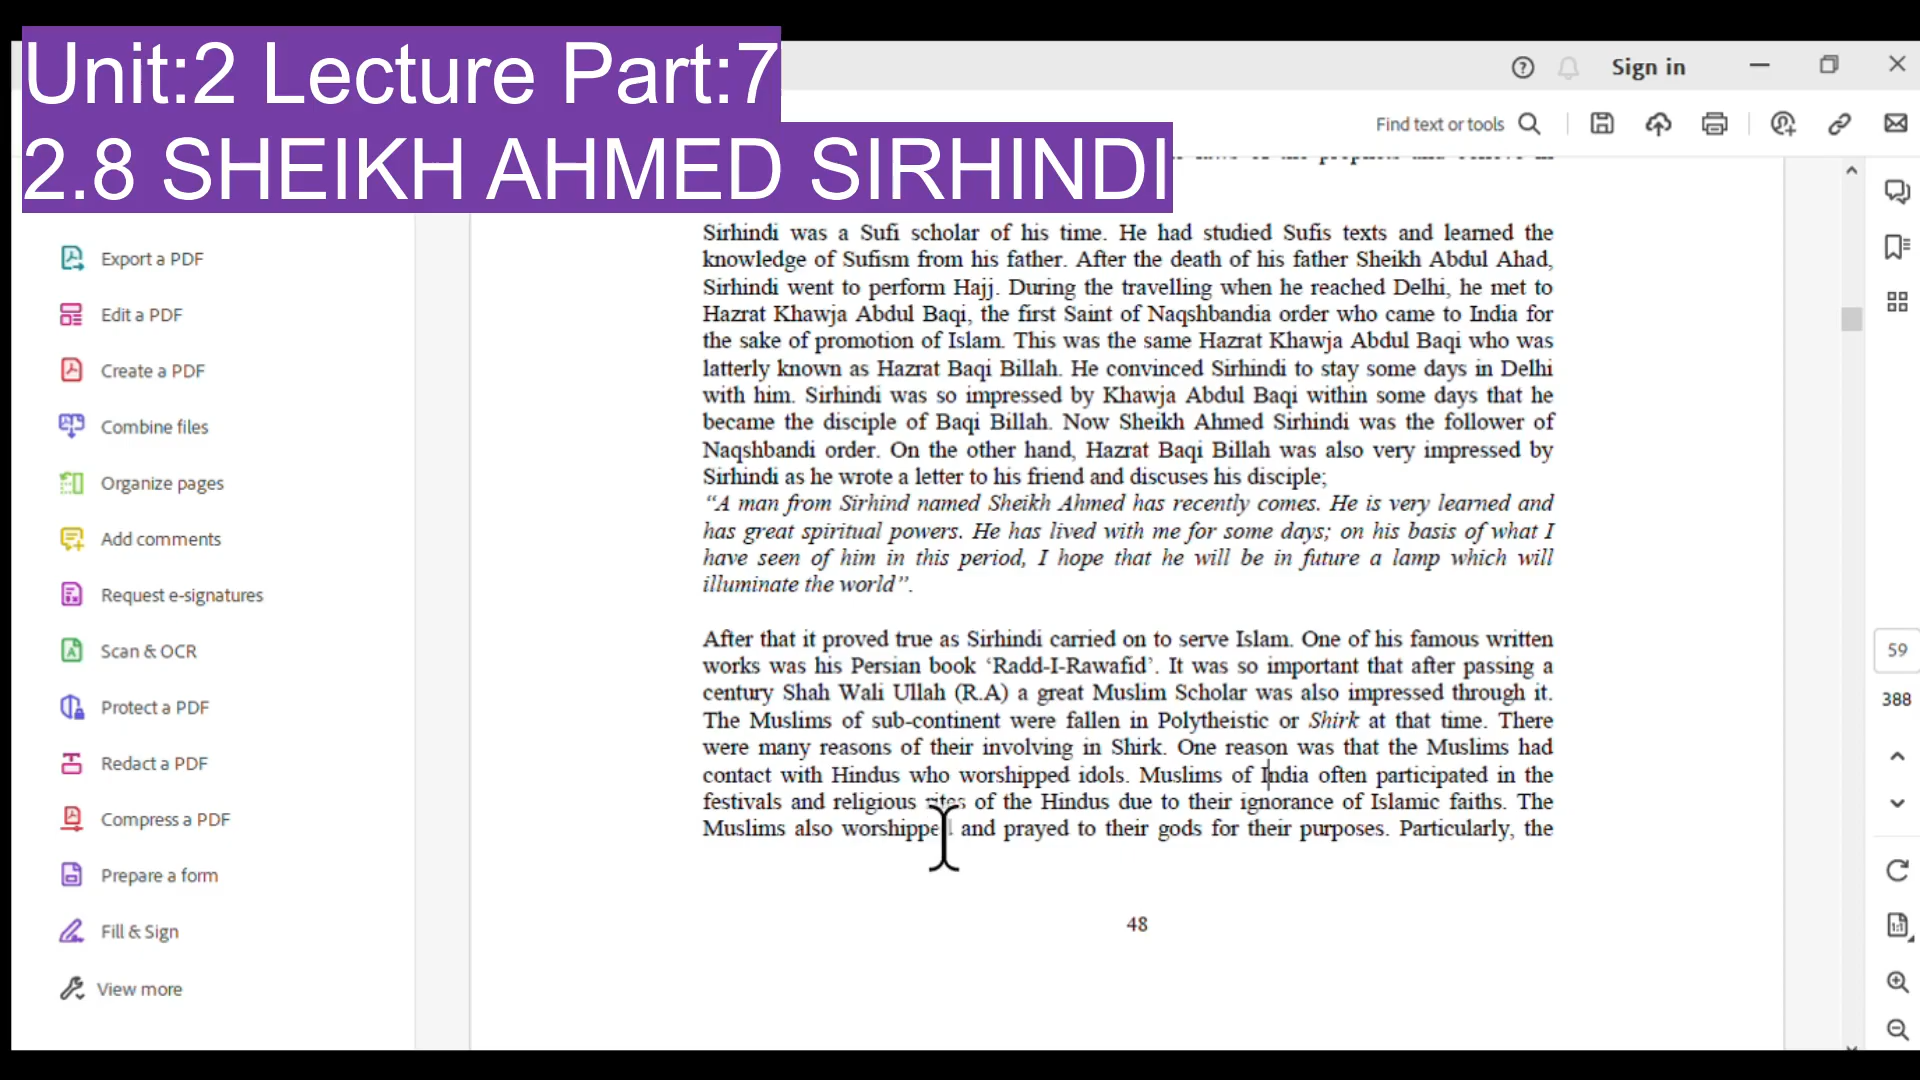 Unit:2 Lecture Part:7
2.8 SHEIKH AHMED SIRHINDI
Sign in
Find text or tools
Export a PDF
Edit a PDF
Create a PDF
Combine files
Organize pages
Add comments
Request e-signatures
Scan & OCR
Protect a PDF
Redact a PDF
Compress a PDF
Prepare a form
Fill & Sign
View more
Sirhindi was a Sufi scholar of his time. He had studied Sufis texts and learned the
knowledge of Sufism from his father. After the death of his father Sheikh Abdul Ahad,
Sirhindi went to perform Hajj. During the travelling when he reached Delhi, he met to
Hazrat Khawja Abdul Baqi, the first Saint of Naqshbandia order who came to India for
the sake of promotion of Islam. This was the same Hazrat Khawja Abdul Baqi who was
latterly known as Hazrat Baqi Billah. He convinced Sirhindi to stay some days in Delhi
with him. Sirhindi was so impressed by Khawja Abdul Baqi within some days that he
became the disciple of Baqi Billah. Now Sheikh Ahmed Sirhindi was the follower of
Naqshbandi order. On the other hand, Hazrat Baqi Billah was also very impressed by
Sirhindi as he wrote a letter to his friend and discuses his disciple;
“A man from Sirhind named Sheikh Ahmed has recently comes. He is very learned and
has great spiritual powers. He has lived with me for some days; on his basis of what I
have seen of him in this period, I hope that he will be in future a lamp which will
illuminate the world”.
After that it proved true as Sirhindi carried on to serve Islam. One of his famous written
works was his Persian book ‘Radd-I-Rawafid’. It was so important that after passing a
century Shah Wali Ullah (R.A) a great Muslim Scholar was also impressed through it.
The Muslims of sub-continent were fallen in Polytheistic or Shirk at that time. There
were many reasons of their involving in Shirk. One reason was that the Muslims had
contact with Hindus who worshipped idols. Muslims of India often participated in the
festivals and religious rites of the Hindus due to their ignorance of Islamic faiths. The
Muslims also worshipped and prayed to their gods for their purposes. Particularly, the
48
59
388
1:1